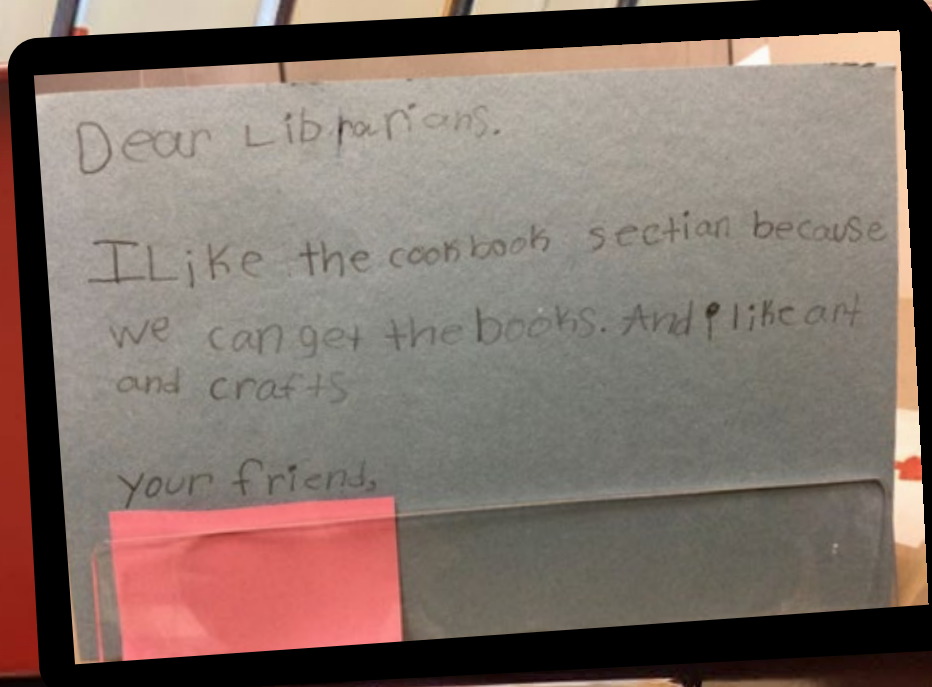 Dear Librarians.
I Like the cookbook sectian because
we can get the books. And I like art
and crafts
your friend,